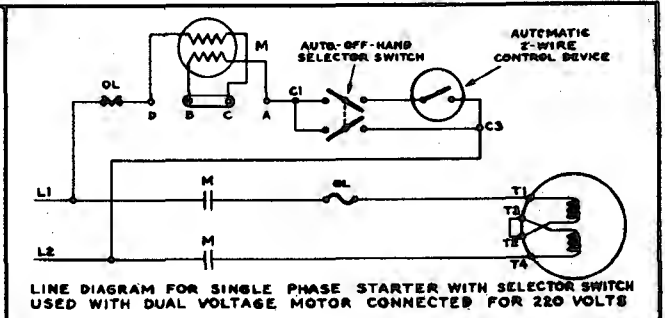 M
AUTO.-OFF-HAND
SELECTOR SWITCH
AUTOMATIC
2-WIRE
CONTROL DEVICE
OL
D
B
C
A
C1
C3
L1
M
OL
T1
T3
T2
T4
L2
M
LINE DIAGRAM FOR SINGLE PHASE STARTER WITH SELECTOR SWITCH
USED WITH DUAL VOLTAGE MOTOR CONNECTED FOR 220 VOLTS